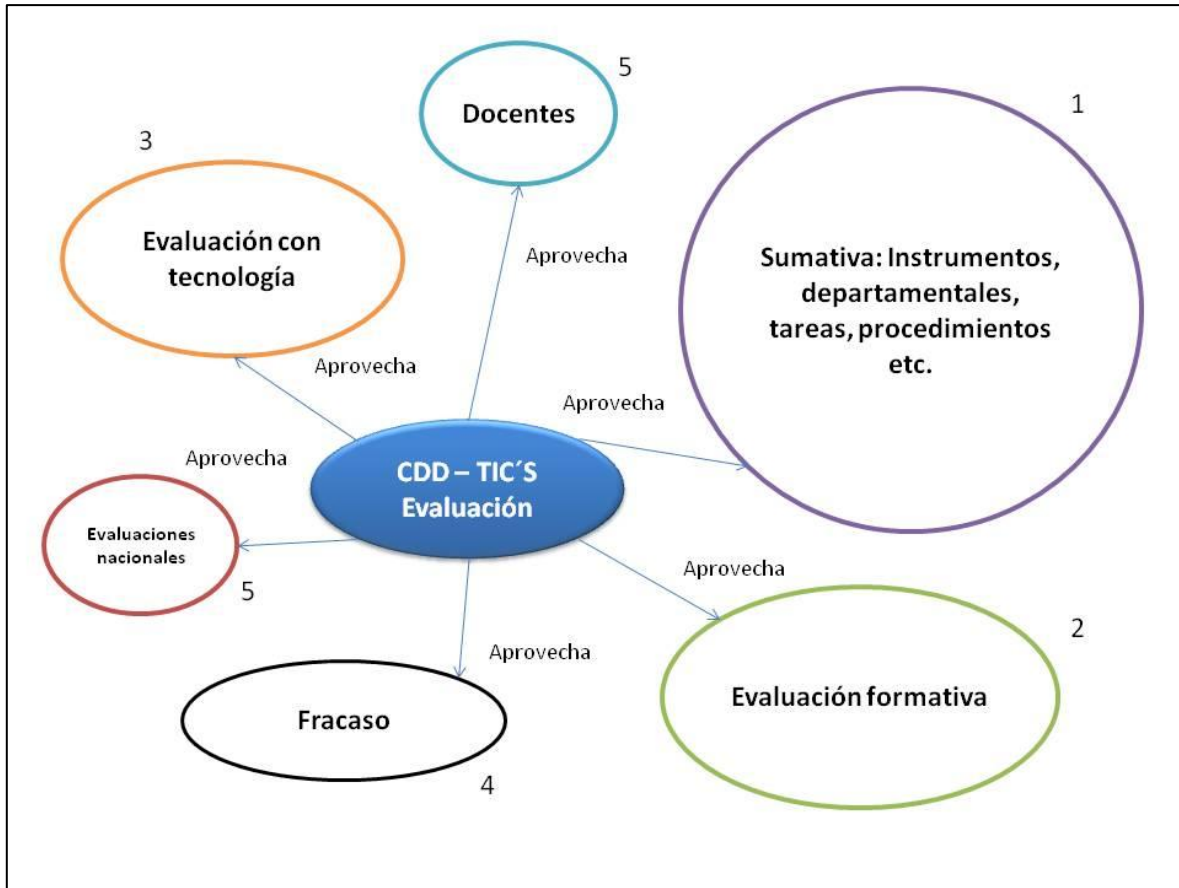 5
Docentes
1
3
Evaluación con
tecnología
Aprovecha
Sumativa: Instrumentos,
departamentales,
tareas, procedimientos
etc.
Aprovecha
Aprovecha
Aprovecha
CDD – TIC´S
Evaluación
Evaluaciones
nacionales
5
Aprovecha
2
Aprovecha
Evaluación formativa
Fracaso
4